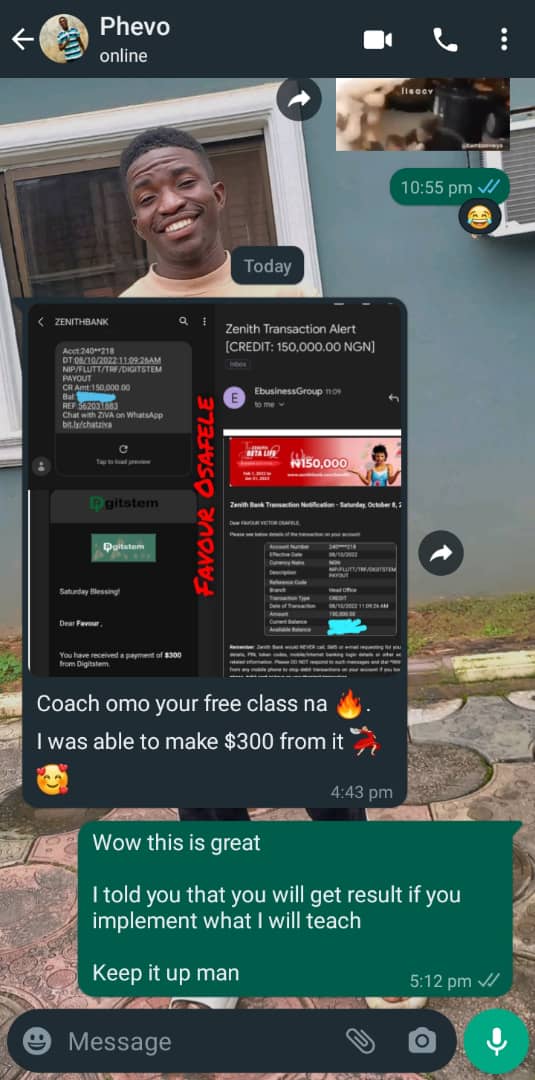 Phevo
online
10:55 pm
Today
ZENITHBANK
Acct:240**218
DT:08/10/2022:11:09:26AM
NIP/FLUTT/TRF/DIGITSTEM
PAYOUT
CR Amt:150,000.00
Bal:
REF:562031883
Chat with ZiVA on WhatsApp
bit.ly/chatziva
Tap to load preview
Digitstem
Digitstem
Saturday Blessing!
Dear Favour,
You have received a payment of $300
from Digitstem.
FAVOUR OSAFELE
Zenith Transaction Alert
[CREDIT: 150,000.00 NGN]
Inbox
E
EbusinessGroup 11:09
to me
ZENITH
BETA LIFE
₦150,000
Zenith Bank Transaction Notification - Saturday, October 8, 2
Dear FAVOUR VICTOR OSAFELE,
Please see below details of the transaction on your account
Account Number 240****218
Effective Date 08/10/2022
Currency Name NGN
Description NIP/FLUTT/TRF/DIGITSTEM
PAYOUT
Reference Code
Branch Head Office
Transaction Type CREDIT
Date of Transaction 08/10/2022 11:09:26 AM
Amount 150,000.00
Current Balance
Available Balance
Remember: Zenith Bank would NEVER call, SMS or email requesting for you
Coach omo your free class na 🔥.
I was able to make $300 from it 💃
🥰
4:43 pm
Wow this is great
I told you that you will get result if you
implement what I will teach
Keep it up man
5:12 pm
Message